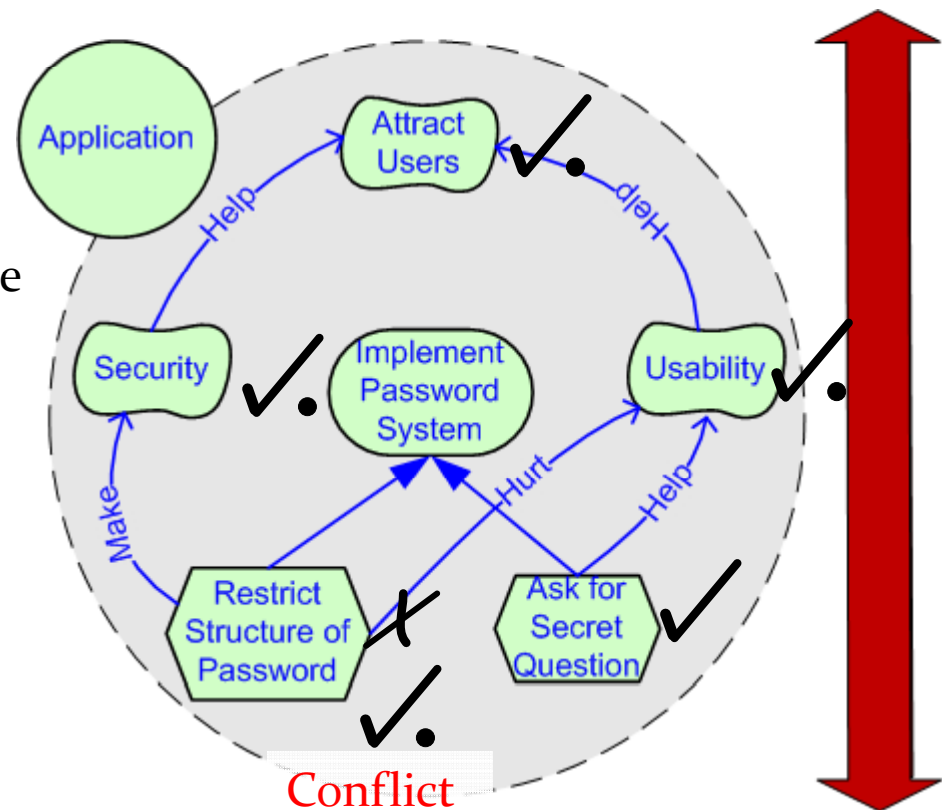 Application
Attract
Users
Help
Help
e
Security
Implement
Password
System
Usability
Make
Hurt
Help
Restrict
Structure of
Password
Ask for
Secret
Question
Conflict